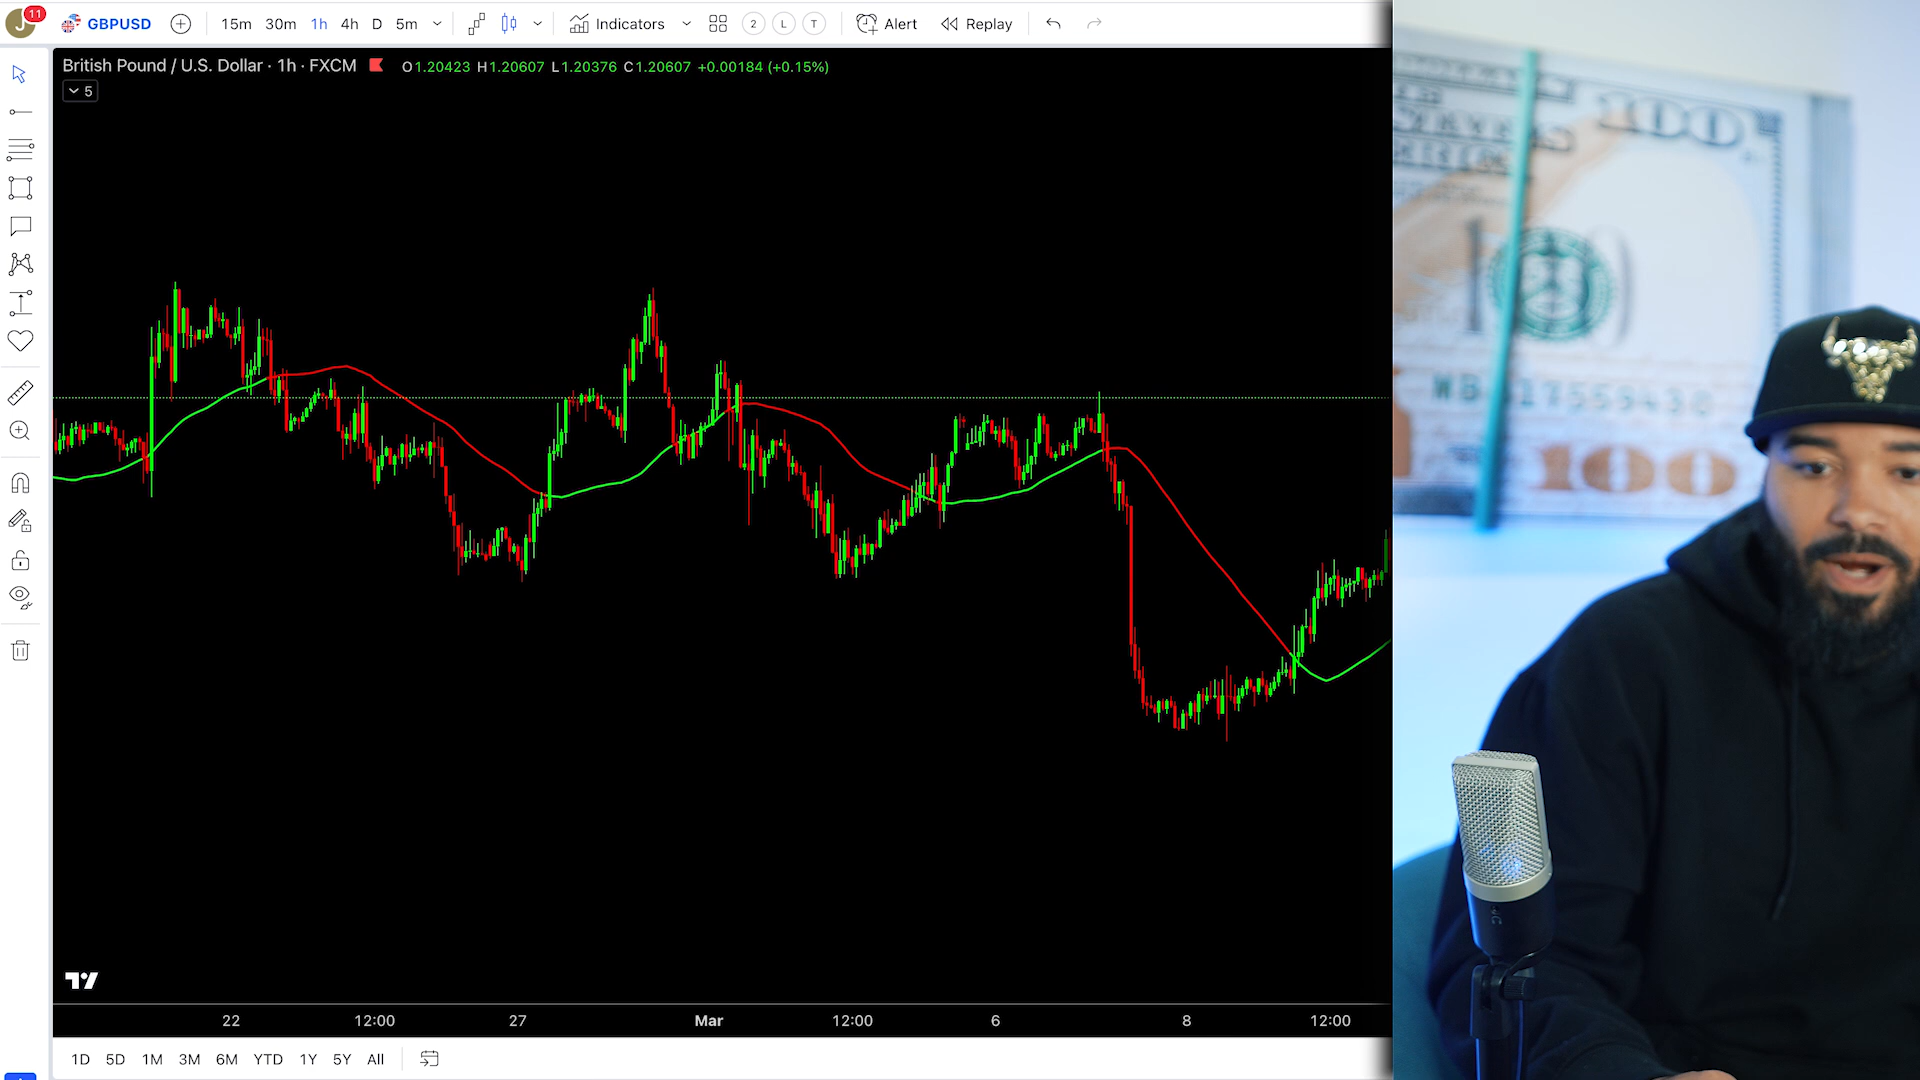 J 11 GBPUSD 15m 30m 1h 4h D 5m Indicators 2 L T Alert Replay
British Pound / U.S. Dollar · 1h · FXCM O1.20423 H1.20607 L1.20376 C1.20607 +0.00184 (+0.15%)
5
100
100
22 12:00 27 Mar 12:00 6 8 12:00
1D 5D 1M 3M 6M YTD 1Y 5Y All